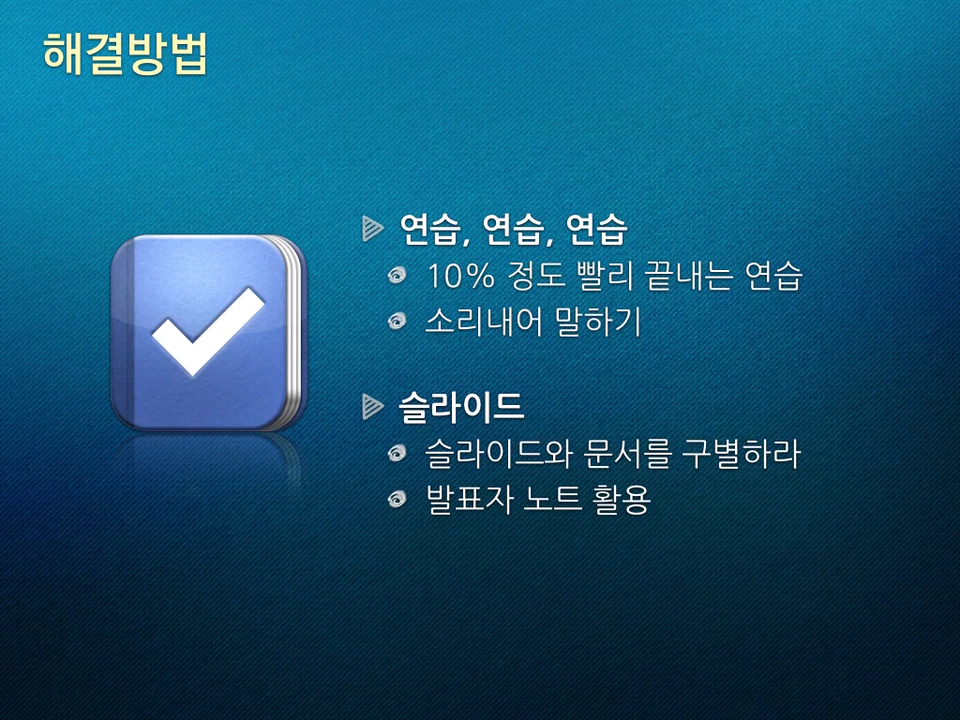 해결방법
연습, 연습, 연습
10% 정도 빨리 끝내는 연습
소리내어 말하기
슬라이드
슬라이드와 문서를 구별하라
발표자 노트 활용